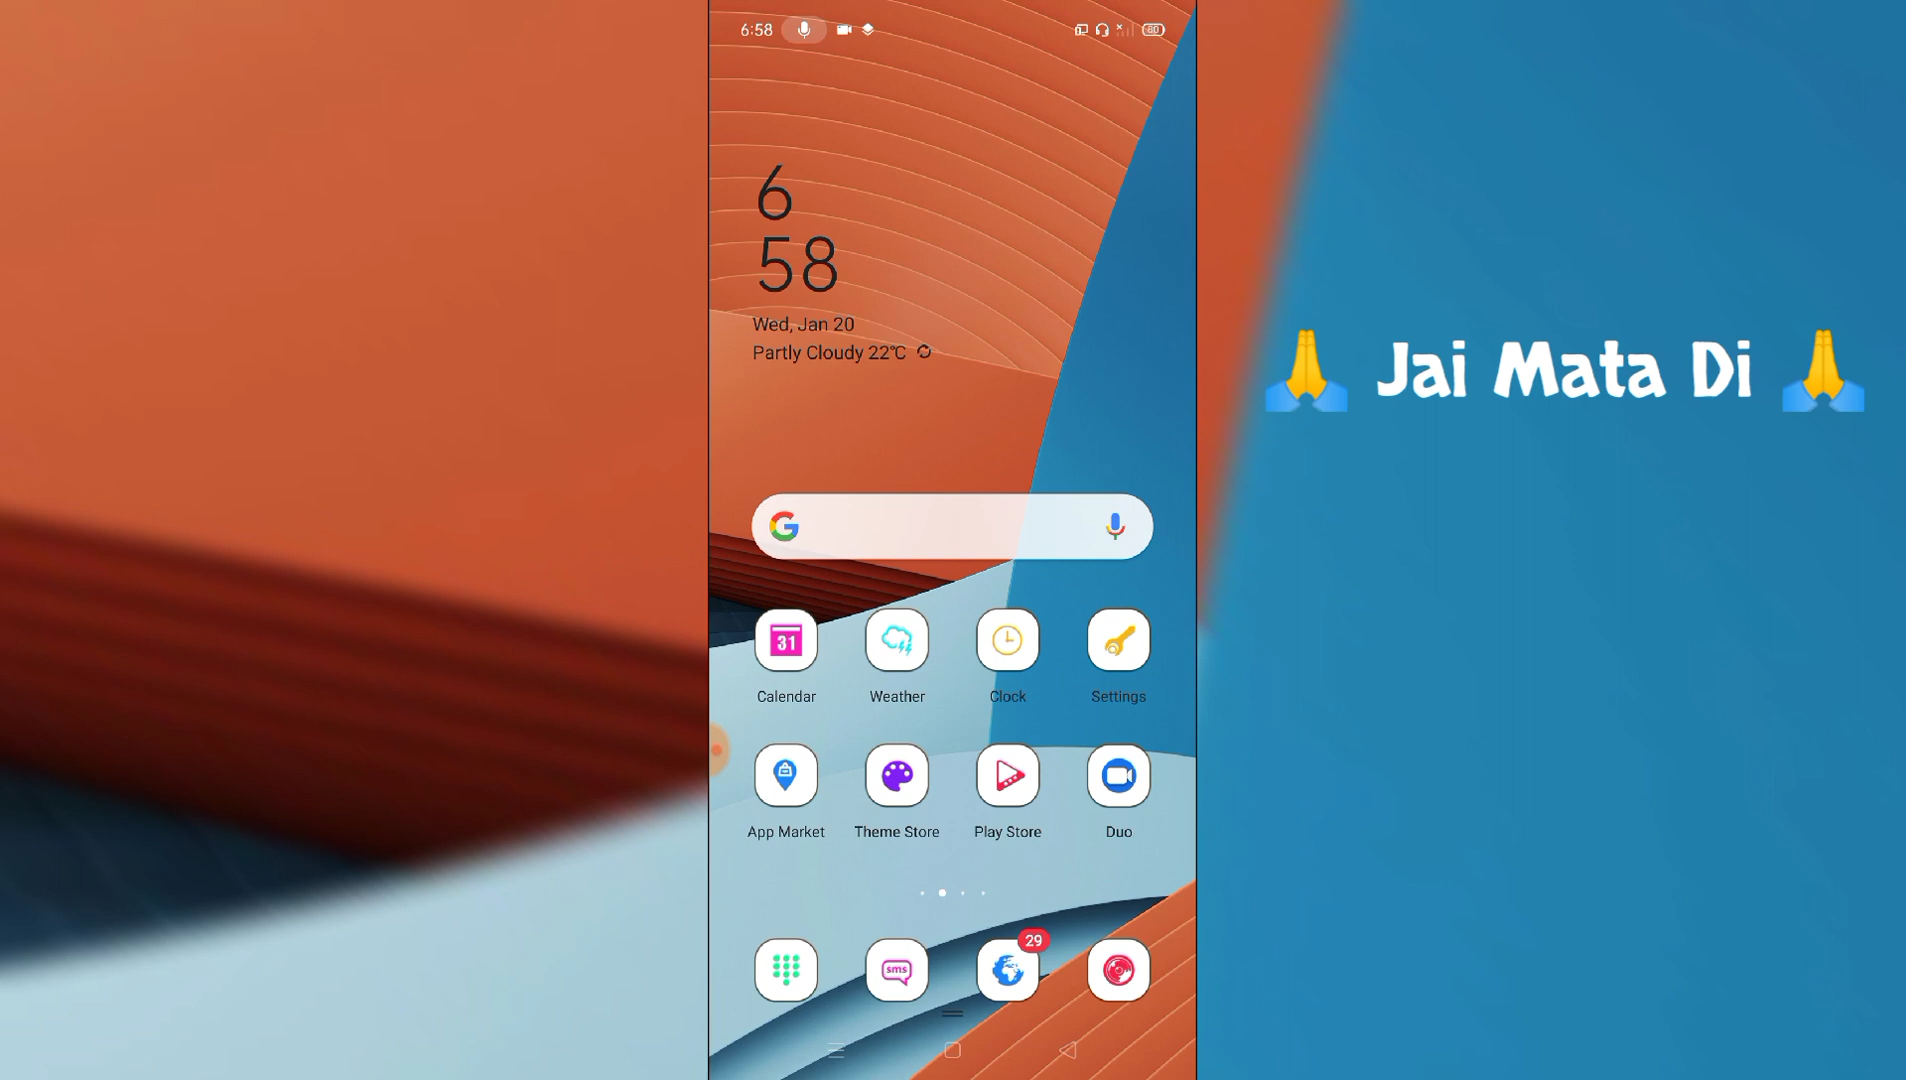 6:58
80
6
58
Wed, Jan 20
Partly Cloudy 22°C
🙏 Jai Mata Di 🙏
G
31
Calendar
Weather
Clock
Settings
App Market
Theme Store
Play Store
Duo
sms
29